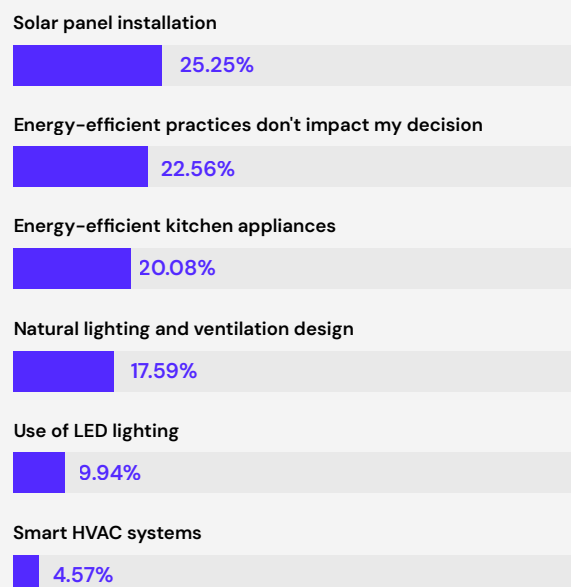 Solar panel installation
25.25%
Energy-efficient practices don't impact my decision
22.56%
Energy-efficient kitchen appliances
20.08%
Natural lighting and ventilation design
17.59%
Use of LED lighting
9.94%
Smart HVAC systems
4.57%